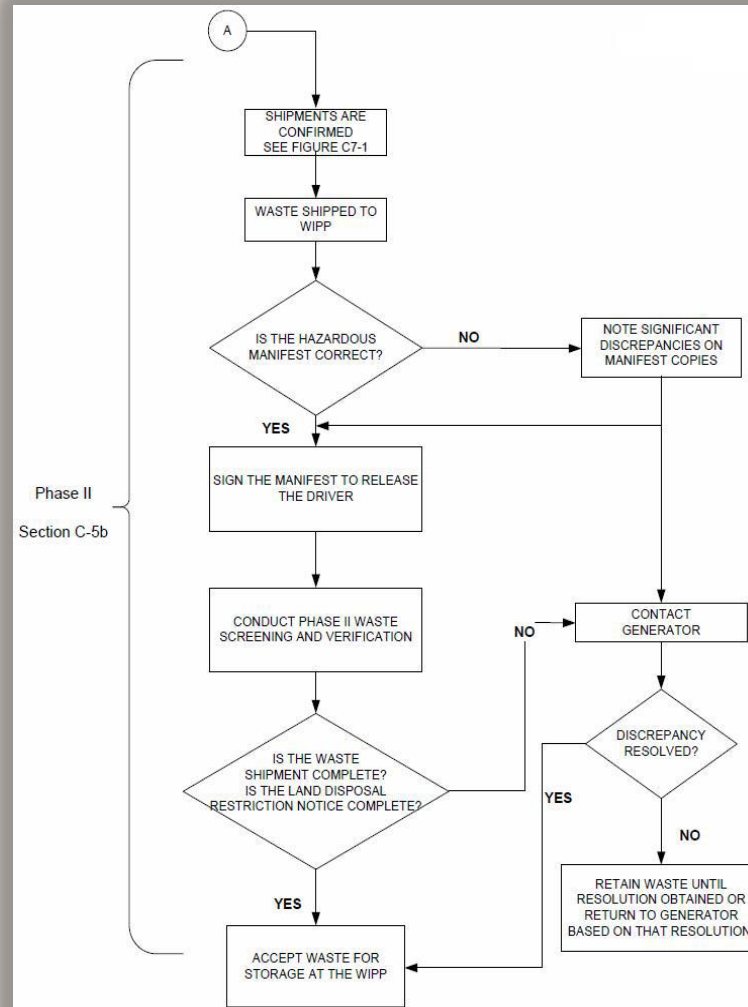 A
SHIPMENTS ARE
CONFIRMED
SEE FIGURE C7-1
WASTE SHIPPED TO
WIPP
IS THE HAZARDOUS
MANIFEST CORRECT?
NO
NOTE SIGNIFICANT
DISCREPANCIES ON
MANIFEST COPIES
YES
SIGN THE MANIFEST TO RELEASE
THE DRIVER
Phase II
Section C-5b
CONDUCT PHASE II WASTE
SCREENING AND VERIFICATION
NO
CONTACT
GENERATOR
IS THE WASTE
SHIPMENT COMPLETE?
IS THE LAND DISPOSAL
RESTRICTION NOTICE COMPLETE?
DISCREPANCY
RESOLVED?
YES
NO
YES
RETAIN WASTE UNTIL
RESOLUTION OBTAINED OR
RETURN TO GENERATOR
BASED ON THAT RESOLUTION
ACCEPT WASTE FOR
STORAGE AT THE WIPP